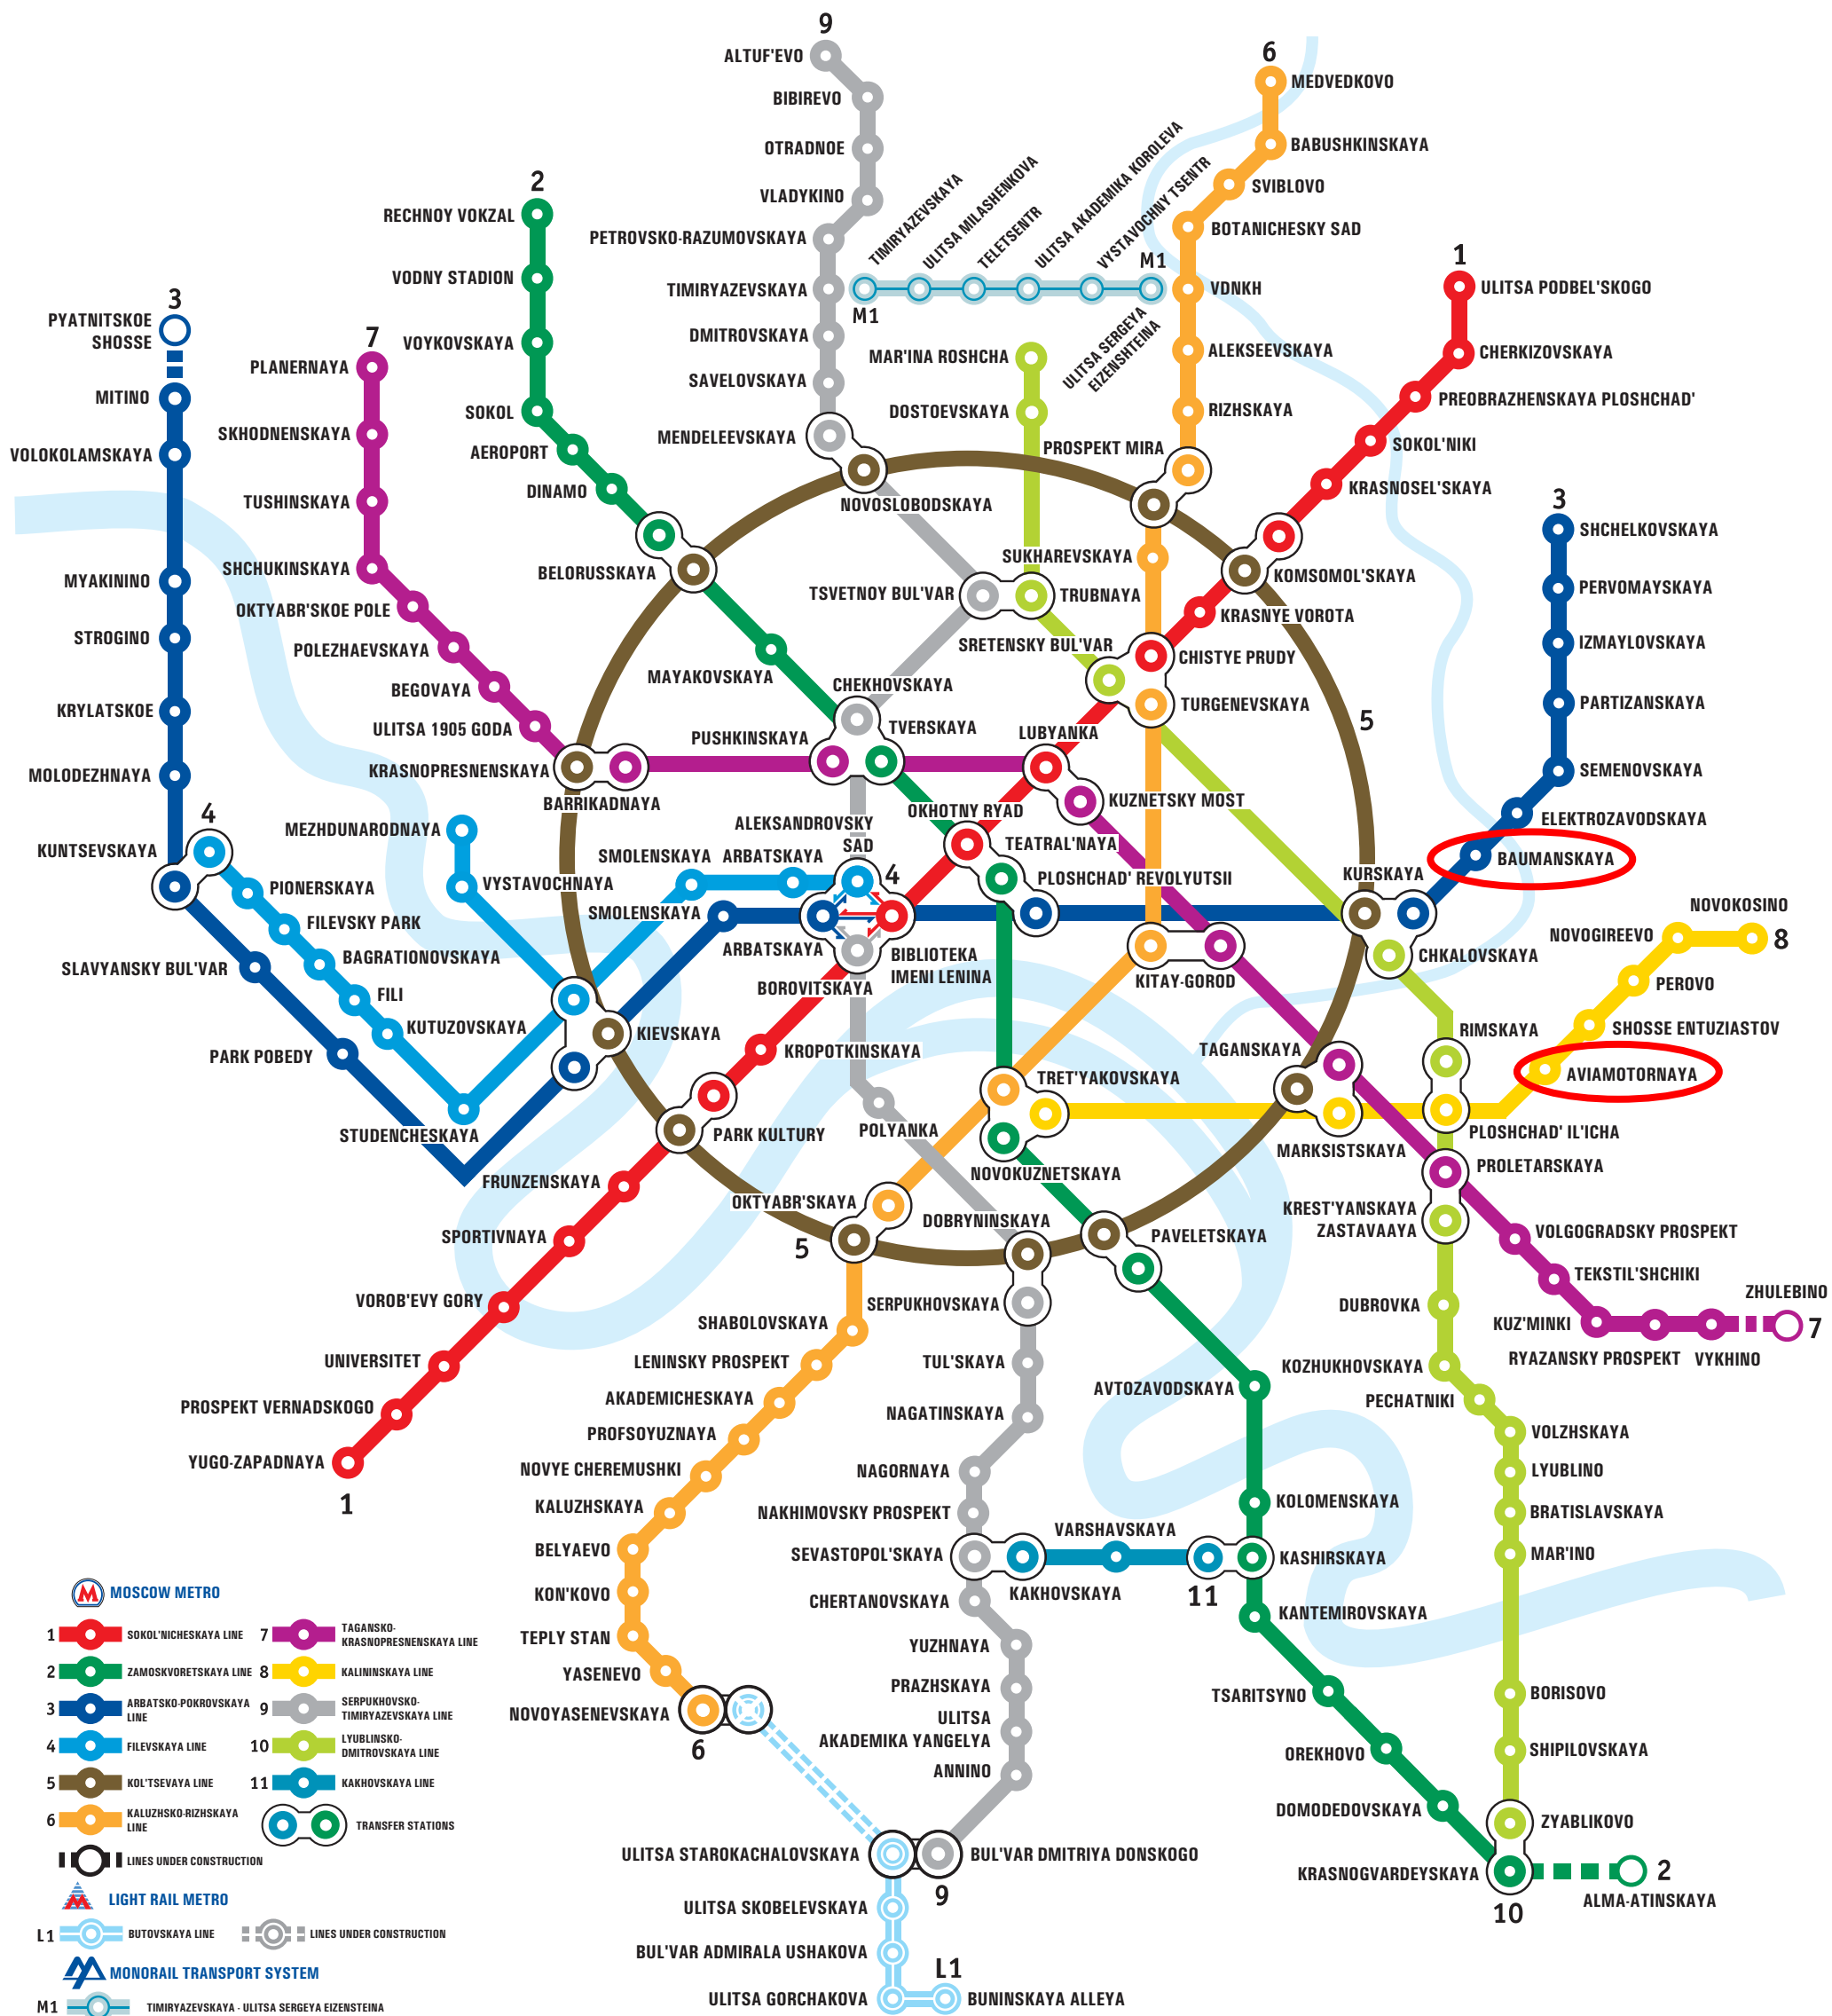 9
ALTUF'EVO
BIBIREVO
OTRADNOE
VLADYKINO
PETROVSKO-RAZUMOVSKAYA
TIMIRYAZEVSKAYA
DMITROVSKAYA
SAVELOVSKAYA
MENDELEEVSKAYA
NOVOSLOBODSKAYA
6
MEDVEDKOVO
BABUSHKINSKAYA
SVIBLOVO
BOTANICHESKY SAD
VDNKH
ALEKSEEVSKAYA
RIZHSKAYA
PROSPEKT MIRA
SUKHAREVSKAYA
TIMIRYAZEVSKAYA
ULITSA MILASHENKOVA
TELETSENTR
ULITSA AKADEMIKA KOROLEVA
VYSTAVOCHNY TSENTR
M1
M1
ULITSA SERGEYA
EIZENSHTEINA
2
RECHNOY VOKZAL
VODNY STADION
VOYKOVSKAYA
SOKOL
AEROPORT
DINAMO
BELORUSSKAYA
MAYAKOVSKAYA
1
ULITSA PODBEL'SKOGO
CHERKIZOVSKAYA
PREOBRAZHENSKAYA PLOSHCHAD'
SOKOL'NIKI
KRASNOSEL'SKAYA
KOMSOMOL'SKAYA
KRASNYE VOROTA
CHISTYE PRUDY
TURGENEVSKAYA
3
PYATNITSKOE
SHOSSE
MITINO
VOLOKOLAMSKAYA
MYAKININO
STROGINO
KRYLATSKOE
MOLODEZHNAYA
4
KUNTSEVSKAYA
7
PLANERNAYA
SKHODNENSKAYA
TUSHINSKAYA
SHCHUKINSKAYA
OKTYABR'SKOE POLE
POLEZHAEVSKAYA
BEGOVAYA
ULITSA 1905 GODA
KRASNOPRESNENSKAYA
BARRIKADNAYA
MAR'INA ROSHCHA
DOSTOEVSKAYA
TSVETNOY BUL'VAR
TRUBNAYA
SRETENSKY BUL'VAR
CHEKHOVSKAYA
PUSHKINSKAYA
TVERSKAYA
LUBYANKA
KUZNETSKY MOST
OKHOTNY RYAD
TEATRAL'NAYA
PLOSHCHAD' REVOLYUTSII
3
SHCHELKOVSKAYA
PERVOMAYSKAYA
IZMAYLOVSKAYA
PARTIZANSKAYA
SEMENOVSKAYA
ELEKTROZAVODSKAYA
BAUMANSKAYA
5
KURSKAYA
CHKALOVSKAYA
NOVOKOSINO
8
NOVOGIREEVO
PEROVO
SHOSSE ENTUZIASTOV
AVIAMOTORNAYA
RIMSKAYA
PLOSHCHAD' IL'ICHA
MEZHDUNARODNAYA
VYSTAVOCHNAYA
SMOLENSKAYA
ARBATSKAYA
ALEKSANDROVSKY
SAD
4
SMOLENSKAYA
ARBATSKAYA
BIBLIOTEKA
IMENI LENINA
BOROVITSKAYA
PIONERSKAYA
FILEVSKY PARK
BAGRATIONOVSKAYA
FILI
KUTUZOVSKAYA
STUDENCHESKAYA
SLAVYANSKY BUL'VAR
PARK POBEDY
KIEVSKAYA
KROPOTKINSKAYA
PARK KULTURY
POLYANKA
KITAY-GOROD
TAGANSKAYA
MARKSISTSKAYA
TRET'YAKOVSKAYA
NOVOKUZNETSKAYA
PROLETARSKAYA
KREST'YANSKAYA
ZASTAVAAYA
FRUNZENSKAYA
SPORTIVNAYA
VOROB'EVY GORY
UNIVERSITET
PROSPEKT VERNADSKOGO
YUGO-ZAPADNAYA
1
OKTYABR'SKAYA
5
DOBRYNINSKAYA
PAVELETSKAYA
SERPUKHOVSKAYA
VOLGOGRADSKY PROSPEKT
TEKSTIL'SHCHIKI
KUZ'MINKI
RYAZANSKY PROSPEKT
VYKHINO
ZHULEBINO
7
SHABOLOVSKAYA
LENINSKY PROSPEKT
AKADEMICHESKAYA
PROFSOYUZNAYA
NOVYE CHEREMUSHKI
KALUZHSKAYA
BELYAEVO
KON'KOVO
TEPLY STAN
YASENEVO
NOVOYASENEVSKAYA
6
TUL'SKAYA
NAGATINSKAYA
NAGORNAYA
NAKHIMOVSKY PROSPEKT
SEVASTOPOL'SKAYA
CHERTANOVSKAYA
YUZHNAYA
PRAZHSKAYA
ULITSA
AKADEMIKA YANGELYA
ANNINO
VARSHAVSKAYA
KAKHOVSKAYA
11
AVTOZAVODSKAYA
KOLOMENSKAYA
KASHIRSKAYA
KANTEMIROVSKAYA
TSARITSYNO
OREKHOVO
DOMODEDOVSKAYA
KRASNOGVARDEYSKAYA
DUBROVKA
KOZHUKHOVSKAYA
PECHATNIKI
VOLZHSKAYA
LYUBLINO
BRATISLAVSKAYA
MAR'INO
BORISOVO
SHIPILOVSKAYA
ZYABLIKOVO
2
ALMA-ATINSKAYA
10
ULITSA STAROKACHALOVSKAYA
BUL'VAR DMITRIYA DONSKOGO
9
ULITSA SKOBELEVSKAYA
BUL'VAR ADMIRALA USHAKOVA
L1
ULITSA GORCHAKOVA
BUNINSKAYA ALLEYA
MOSCOW METRO
1 SOKOL'NICHESKAYA LINE
2 ZAMOSKVORETSKAYA LINE
3 ARBATSKO-POKROVSKAYA
LINE
4 FILEVSKAYA LINE
5 KOL'TSEVAYA LINE
6 KALUZHSKO-RIZHSKAYA
LINE
7 TAGANSKO-
KRASNOPRESNENSKAYA LINE
8 KALININSKAYA LINE
9 SERPUKHOVSKO-
TIMIRYAZEVSKAYA LINE
10 LYUBLINSKO-
DMITROVSKAYA LINE
11 KAKHOVSKAYA LINE
TRANSFER STATIONS
LINES UNDER CONSTRUCTION
LIGHT RAIL METRO
L1 BUTOVSKAYA LINE
LINES UNDER CONSTRUCTION
MONORAIL TRANSPORT SYSTEM
M1 TIMIRYAZEVSKAYA - ULITSA SERGEYA EIZENSTEINA